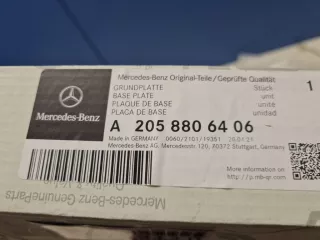 Mercedes-Benz Original-Teile/Geprüfte Qualität
GRUNDPLATTE Stück 1
BASE PLATE unit
PLAQUE DE BASE unité
PLACA DE BASE unidad
Mercedes-Benz
A 205 880 64 06
Made in GERMANY
Mercedes-Benz AG, Mercedesstr. 120, 70372 Stuttgart, Germany
More information on
Mercedes-Benz
GenuineParts